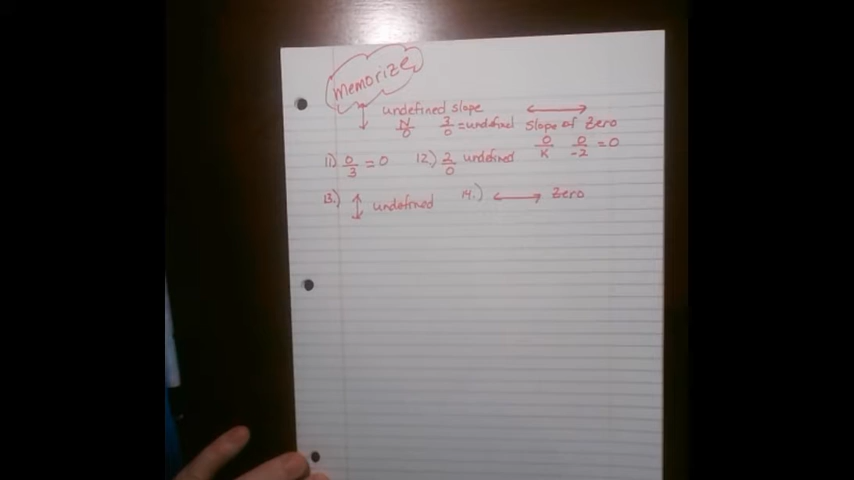 memorize
↕ undefined slope ↔
N/0 3/0 = undefined slope of zero
0/K 0/-2 = 0
11) 0/3 = 0 12.) 2/0 undefined
13.) ↕ undefined 14.) ↔ zero